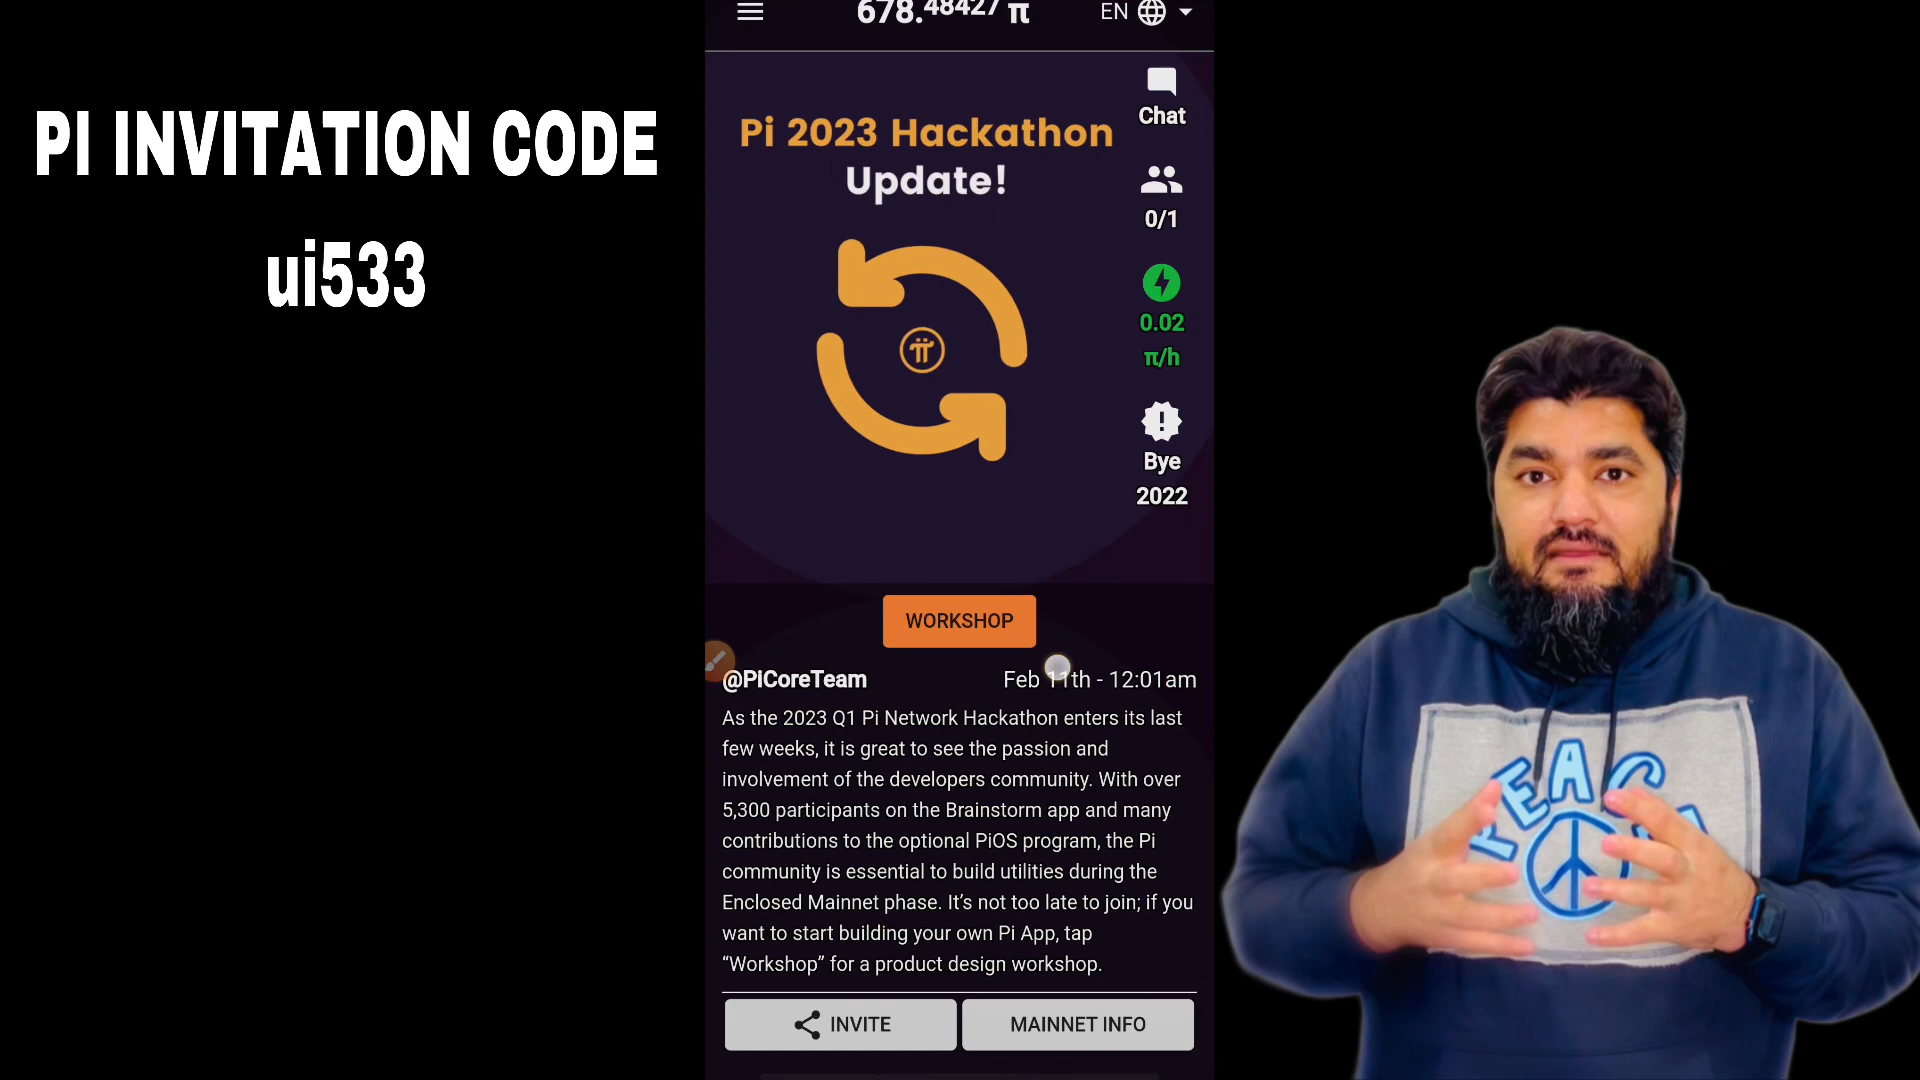 PI INVITATION CODE
ui533
678.48427 π
EN
Pi 2023 Hackathon
Update!
Chat
0/1
0.02
π/h
Bye
2022
WORKSHOP
@PiCoreTeam
Feb 11th - 12:01am
As the 2023 Q1 Pi Network Hackathon enters its last
few weeks, it is great to see the passion and
involvement of the developers community. With over
5,300 participants on the Brainstorm app and many
contributions to the optional PiOS program, the Pi
community is essential to build utilities during the
Enclosed Mainnet phase. It’s not too late to join; if you
want to start building your own Pi App, tap
“Workshop” for a product design workshop.
INVITE
MAINNET INFO